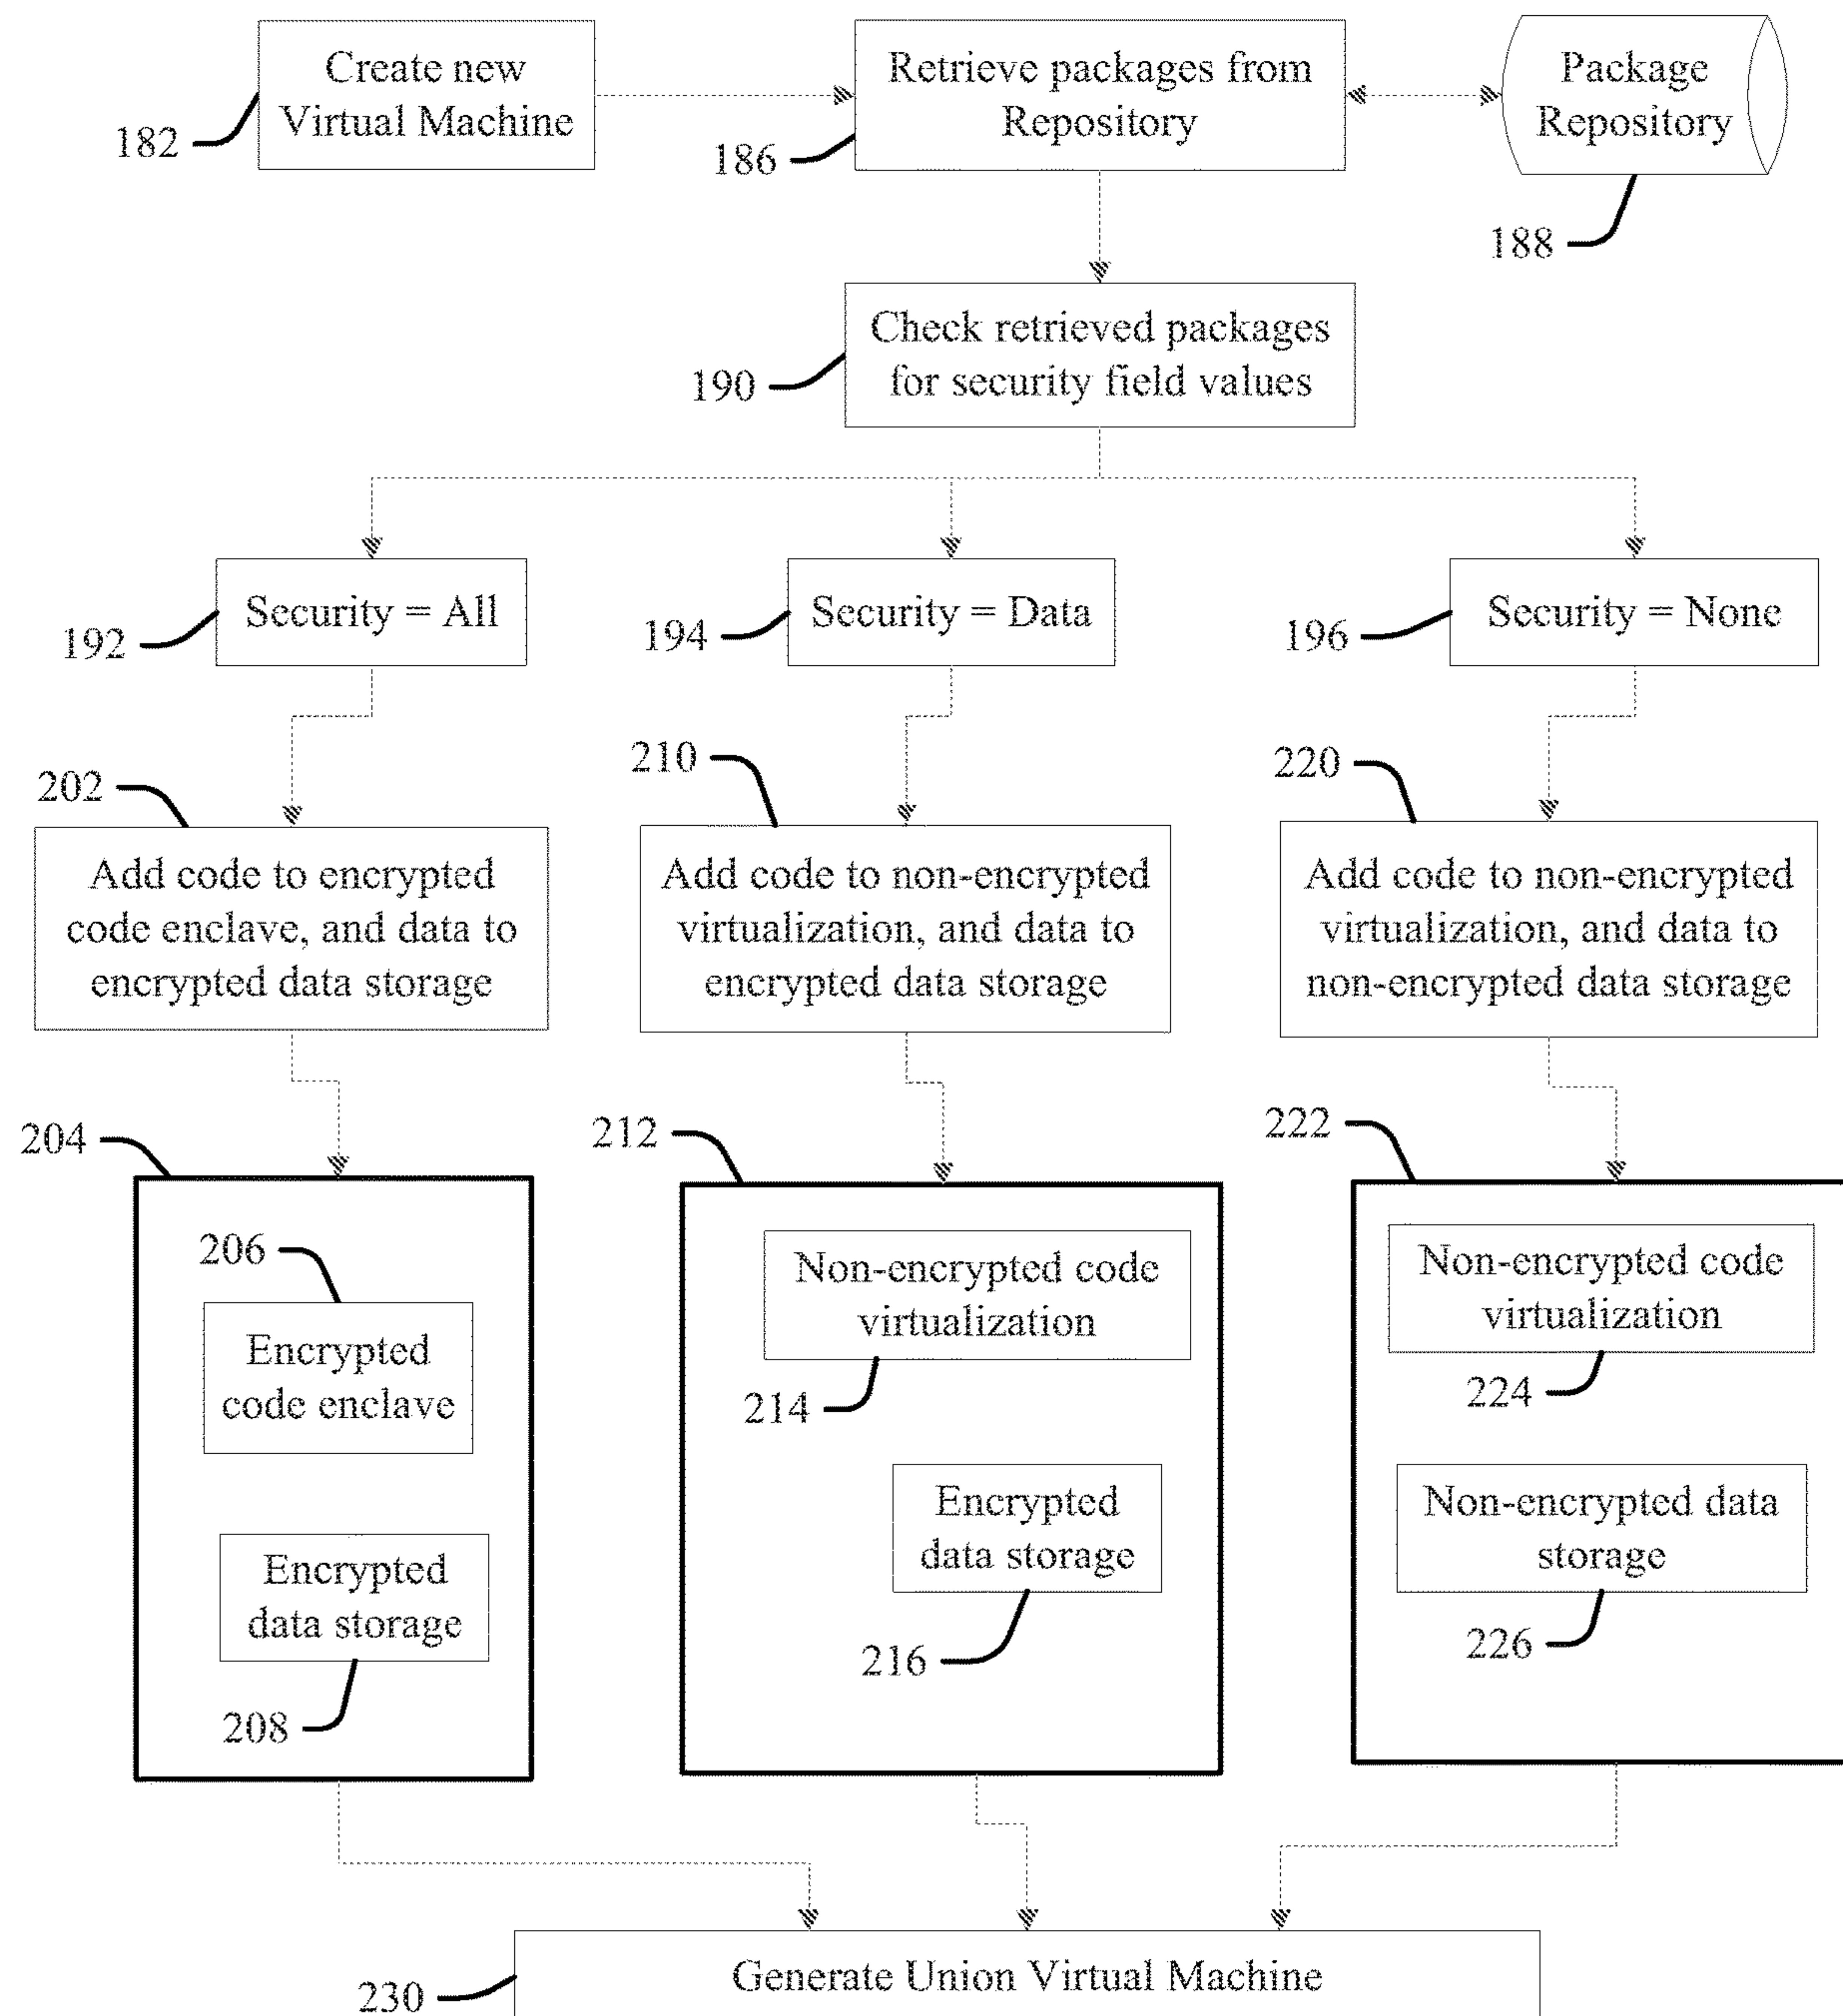 Create new
Virtual Machine
182
Retrieve packages from
Repository
186
Package
Repository
188
Check retrieved packages
for security field values
190
Security = All
192
Security = Data
194
Security = None
196
202
Add code to encrypted
code enclave, and data to
encrypted data storage
210
Add code to non-encrypted
virtualization, and data to
encrypted data storage
220
Add code to non-encrypted
virtualization, and data to
non-encrypted data storage
204
206
Encrypted
code enclave
Encrypted
data storage
208
212
Non-encrypted code
virtualization
214
Encrypted
data storage
216
222
Non-encrypted code
virtualization
224
Non-encrypted data
storage
226
Generate Union Virtual Machine
230